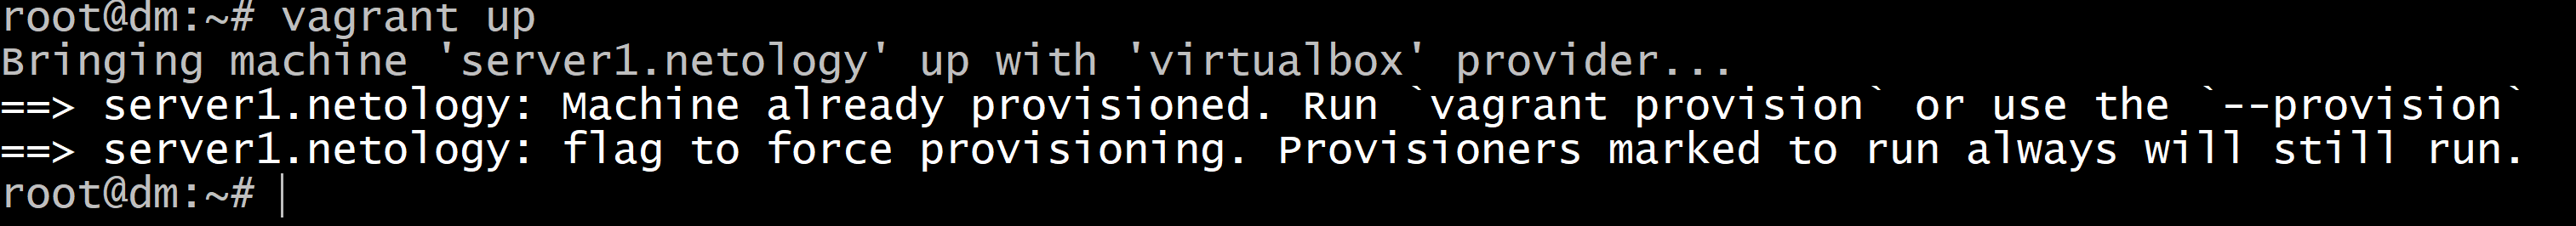 root@dm:~# vagrant up
Bringing machine 'server1.netology' up with 'virtualbox' provider...
==> server1.netology: Machine already provisioned. Run `vagrant provision` or use the `--provision`
==> server1.netology: flag to force provisioning. Provisioners marked to run always will still run.
root@dm:~#